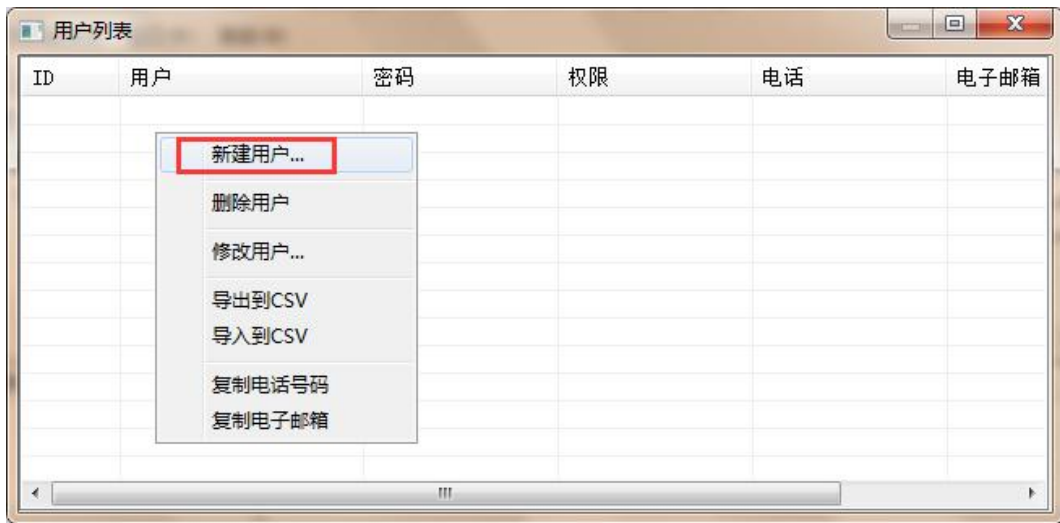 用户列表
ID 用户 密码 权限 电话 电子邮箱
新建用户...
删除用户
修改用户...
导出到CSV
导入到CSV
复制电话号码
复制电子邮箱